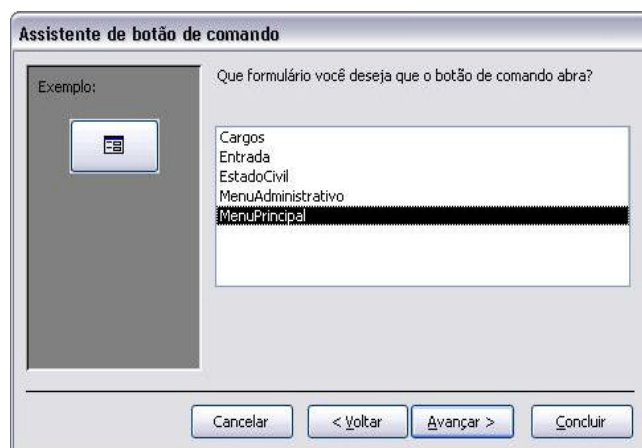 Assistente de botão de comando
Exemplo:
Que formulário você deseja que o botão de comando abra?
Cargos
Entrada
EstadoCivil
MenuAdministrativo
MenuPrincipal
Cancelar
< Voltar
Avançar >
Concluir